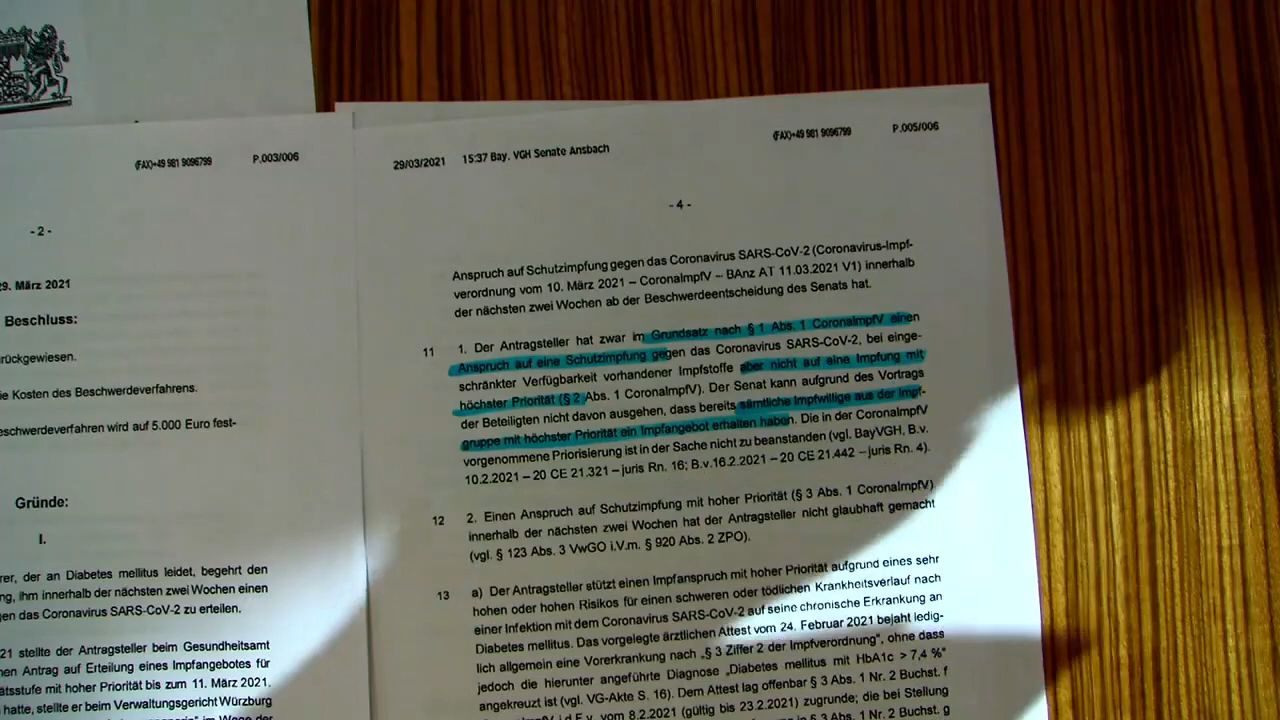 (FAX)+49 981 9096799 P.003/006
- 2 -
29. März 2021
Beschluss:
rückgewiesen.
ie Kosten des Beschwerdeverfahrens.
eschwerdeverfahren wird auf 5.000 Euro fest-
Gründe:
I.
rer, der an Diabetes mellitus leidet, begehrt den
ng, ihm innerhalb der nächsten zwei Wochen einen
gen das Coronavirus SARS-CoV-2 zu erteilen.
21 stellte der Antragsteller beim Gesundheitsamt
nen Antrag auf Erteilung eines Impfangebotes für
ätsstufe mit hoher Priorität bis zum 11. März 2021.
hatte, stellte er beim Verwaltungsgericht Würzburg
29/03/2021 15:37 Bay. VGH Senate Ansbach (FAX)+49 981 9096799 P.005/006
- 4 -
Anspruch auf Schutzimpfung gegen das Coronavirus SARS-CoV-2 (Coronavirus-Impf-
verordnung vom 10. März 2021 – CoronaImpfV – BAnz AT 11.03.2021 V1) innerhalb
der nächsten zwei Wochen ab der Beschwerdeentscheidung des Senats hat.
11 1. Der Antragsteller hat zwar im Grundsatz nach § 1 Abs. 1 CoronaImpfV einen
Anspruch auf eine Schutzimpfung gegen das Coronavirus SARS-CoV-2, bei einge-
schränkter Verfügbarkeit vorhandener Impfstoffe aber nicht auf eine Impfung mit
höchster Priorität (§ 2 Abs. 1 CoronaImpfV). Der Senat kann aufgrund des Vortrags
der Beteiligten nicht davon ausgehen, dass bereits sämtliche Impfwillige aus der Impf-
gruppe mit höchster Priorität ein Impfangebot erhalten haben. Die in der CoronaImpfV
vorgenommene Priorisierung ist in der Sache nicht zu beanstanden (vgl. BayVGH, B.v.
10.2.2021 – 20 CE 21.321 – juris Rn. 16; B.v.16.2.2021 – 20 CE 21.442 – juris Rn. 4).
12 2. Einen Anspruch auf Schutzimpfung mit hoher Priorität (§ 3 Abs. 1 CoronaImpfV)
innerhalb der nächsten zwei Wochen hat der Antragsteller nicht glaubhaft gemacht
(vgl. § 123 Abs. 3 VwGO i.V.m. § 920 Abs. 2 ZPO).
13 a) Der Antragsteller stützt einen Impfanspruch mit hoher Priorität aufgrund eines sehr
hohen oder hohen Risikos für einen schweren oder tödlichen Krankheitsverlauf nach
einer Infektion mit dem Coronavirus SARS-CoV-2 auf seine chronische Erkrankung an
Diabetes mellitus. Das vorgelegte ärztlichen Attest vom 24. Februar 2021 bejaht ledig-
lich allgemein eine Vorerkrankung nach „§ 3 Ziffer 2 der Impfverordnung“, ohne dass
jedoch die hierunter angeführte Diagnose „Diabetes mellitus mit HbA1c > 7,4 %“
angekreuzt ist (vgl. VG-Akte S. 16). Dem Attest lag offenbar § 3 Abs. 1 Nr. 2 Buchst. f
i.d.F.v. vom 8.2.2021 (gültig bis 23.2.2021) zugrunde; die bei Stellung
§ 3 Abs. 1 Nr. 2 Buchst. g